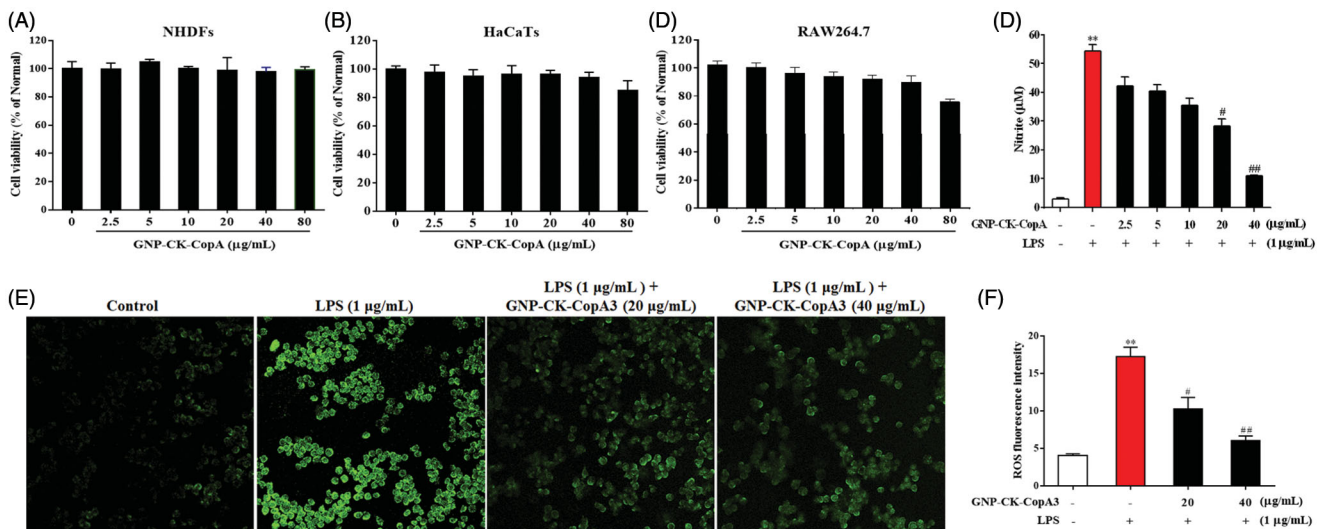 (A)
NHDFs
Cell viability (% of Normal)
120
100
80
60
40
20
0
0 2.5 5 10 20 40 80
GNP-CK-CopA (μg/mL)
(B)
HaCaTs
Cell viability (% of Normal)
120
100
80
60
40
20
0
0 2.5 5 10 20 40 80
GNP-CK-CopA (μg/mL)
(D)
RAW264.7
Cell viability (% of Normal)
120
100
80
60
40
20
0
0 2.5 5 10 20 40 80
GNP-CK-CopA (μg/mL)
(D)
Nitrite (μM)
60
50
40
30
20
10
0
**
#
##
GNP-CK-CopA - - 2.5 5 10 20 40 (μg/mL)
LPS - + + + + + + (1 μg/mL)
(E)
Control
LPS (1 μg/mL)
LPS (1 μg/mL ) +
GNP-CK-CopA3 (20 μg/mL)
LPS (1 μg/mL ) +
GNP-CK-CopA3 (40 μg/mL)
(F)
ROS fluorescence intensity
20
15
10
5
0
**
#
##
GNP-CK-CopA3 - - 20 40 (μg/mL)
LPS - + + + (1 μg/mL)